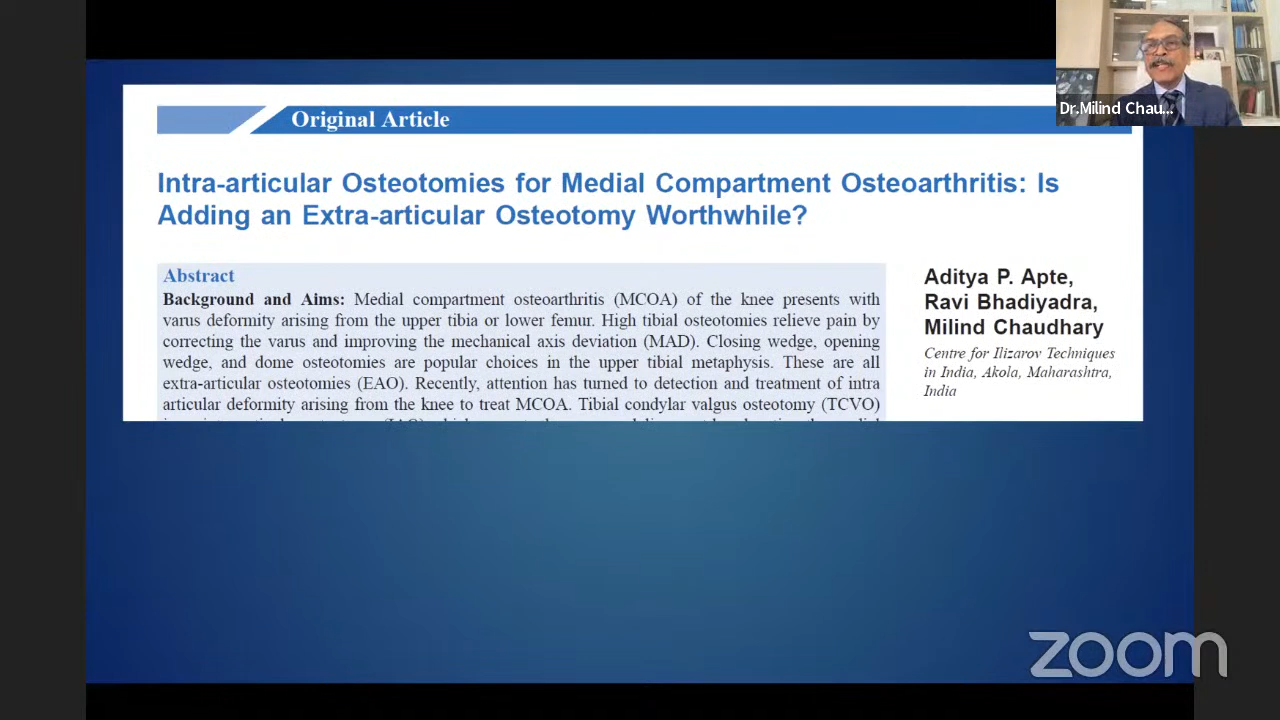 Original Article
Intra-articular Osteotomies for Medial Compartment Osteoarthritis: Is
Adding an Extra-articular Osteotomy Worthwhile?
Abstract
Background and Aims: Medial compartment osteoarthritis (MCOA) of the knee presents with
varus deformity arising from the upper tibia or lower femur. High tibial osteotomies relieve pain by
correcting the varus and improving the mechanical axis deviation (MAD). Closing wedge, opening
wedge, and dome osteotomies are popular choices in the upper tibial metaphysis. These are all
extra-articular osteotomies (EAO). Recently, attention has turned to detection and treatment of intra
articular deformity arising from the knee to treat MCOA. Tibial condylar valgus osteotomy (TCVO)
Aditya P. Apte,
Ravi Bhadiyadra,
Milind Chaudhary
Centre for Ilizarov Techniques
in India, Akola, Maharashtra,
India
Dr.Milind Chau...
zoom